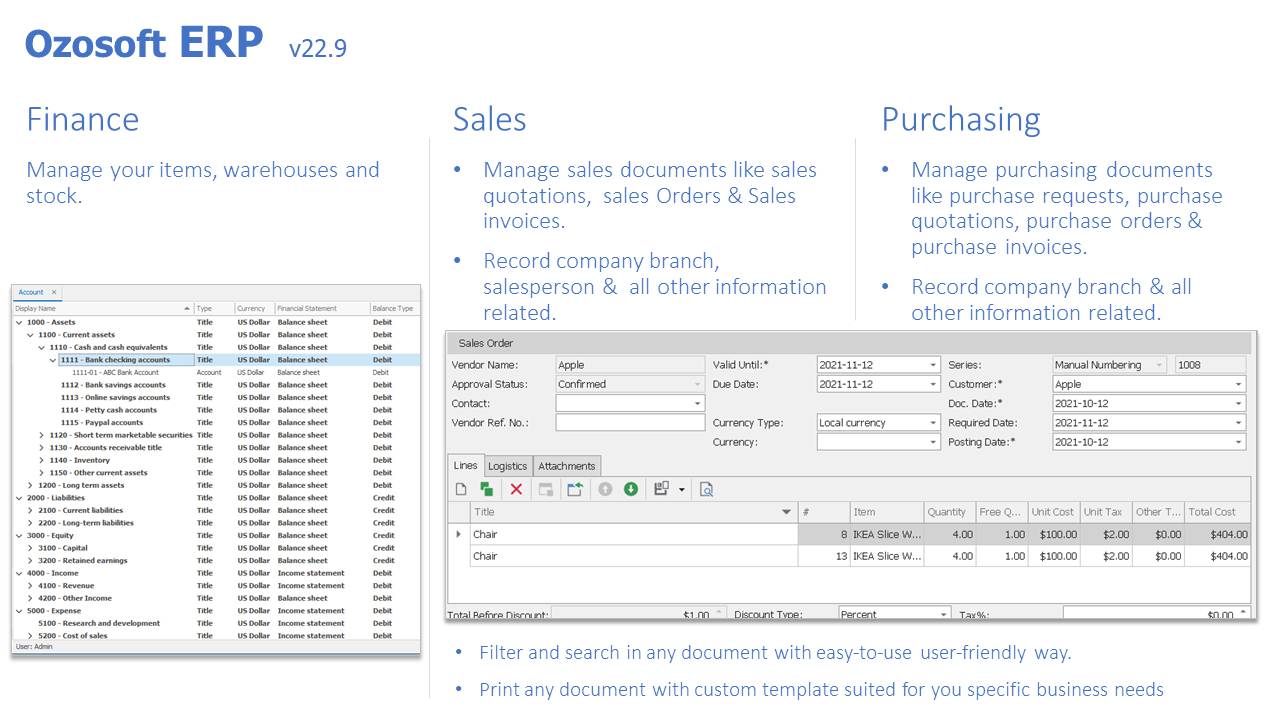 Ozosoft ERP v22.9
Finance
Manage your items, warehouses and
stock.
Account ×
Display Name Type Currency Financial Statement Balance Type
1000 - Assets Title US Dollar Balance sheet Debit
1100 - Current assets Title US Dollar Balance sheet Debit
1110 - Cash and cash equivalents Title US Dollar Balance sheet Debit
1111 - Bank checking accounts Title US Dollar Balance sheet Debit
1111-01 - ABC Bank Account Account US Dollar Balance sheet Debit
1112 - Bank savings accounts Title US Dollar Balance sheet Debit
1113 - Online savings accounts Title US Dollar Balance sheet Debit
1114 - Petty cash accounts Title US Dollar Balance sheet Debit
1115 - Paypal accounts Title US Dollar Balance sheet Debit
1120 - Short term marketable securities Title US Dollar Balance sheet Debit
1130 - Accounts receivable title Title US Dollar Balance sheet Debit
1140 - Inventory Title US Dollar Balance sheet Debit
1150 - Other current assets Title US Dollar Balance sheet Debit
1200 - Long term assets Title US Dollar Balance sheet Debit
2000 - Liabilities Title US Dollar Balance sheet Credit
2100 - Current liabilities Title US Dollar Balance sheet Credit
2200 - Long-term liabilities Title US Dollar Balance sheet Credit
3000 - Equity Title US Dollar Balance sheet Credit
3100 - Capital Title US Dollar Balance sheet Credit
3200 - Retained earnings Title US Dollar Balance sheet Credit
4000 - Income Title US Dollar Income statement Debit
4100 - Revenue Title US Dollar Income statement Debit
4200 - Other Income Title US Dollar Balance sheet Debit
5000 - Expense Title US Dollar Income statement Debit
5100 - Research and development Title US Dollar Income statement Debit
5200 - Cost of sales Title US Dollar Income statement Debit
User: Admin
Sales
• Manage sales documents like sales
quotations, sales Orders & Sales
invoices.
• Record company branch,
salesperson & all other information
related.
Purchasing
• Manage purchasing documents
like purchase requests, purchase
quotations, purchase orders &
purchase invoices.
• Record company branch & all
other information related.
Sales Order
Vendor Name: Apple Valid Until:* 2021-11-12 Series: Manual Numbering 1008
Approval Status: Confirmed Due Date: 2021-11-12 Customer:* Apple
Contact: Doc. Date:* 2021-10-12
Vendor Ref. No.: Currency Type: Local currency Required Date: 2021-11-12
Currency: Posting Date:* 2021-10-12
Lines Logistics Attachments
Title # Item Quantity Free Q... Unit Cost Unit Tax Other T... Total Cost
Chair 8 IKEA Slice W... 4.00 1.00 $100.00 $2.00 $0.00 $404.00
Chair 13 IKEA Slice W... 4.00 1.00 $100.00 $2.00 $0.00 $404.00
Total Before Discount: $1.00 Discount Type: Percent Tax%: $0.00
• Filter and search in any document with easy-to-use user-friendly way.
• Print any document with custom template suited for you specific business needs